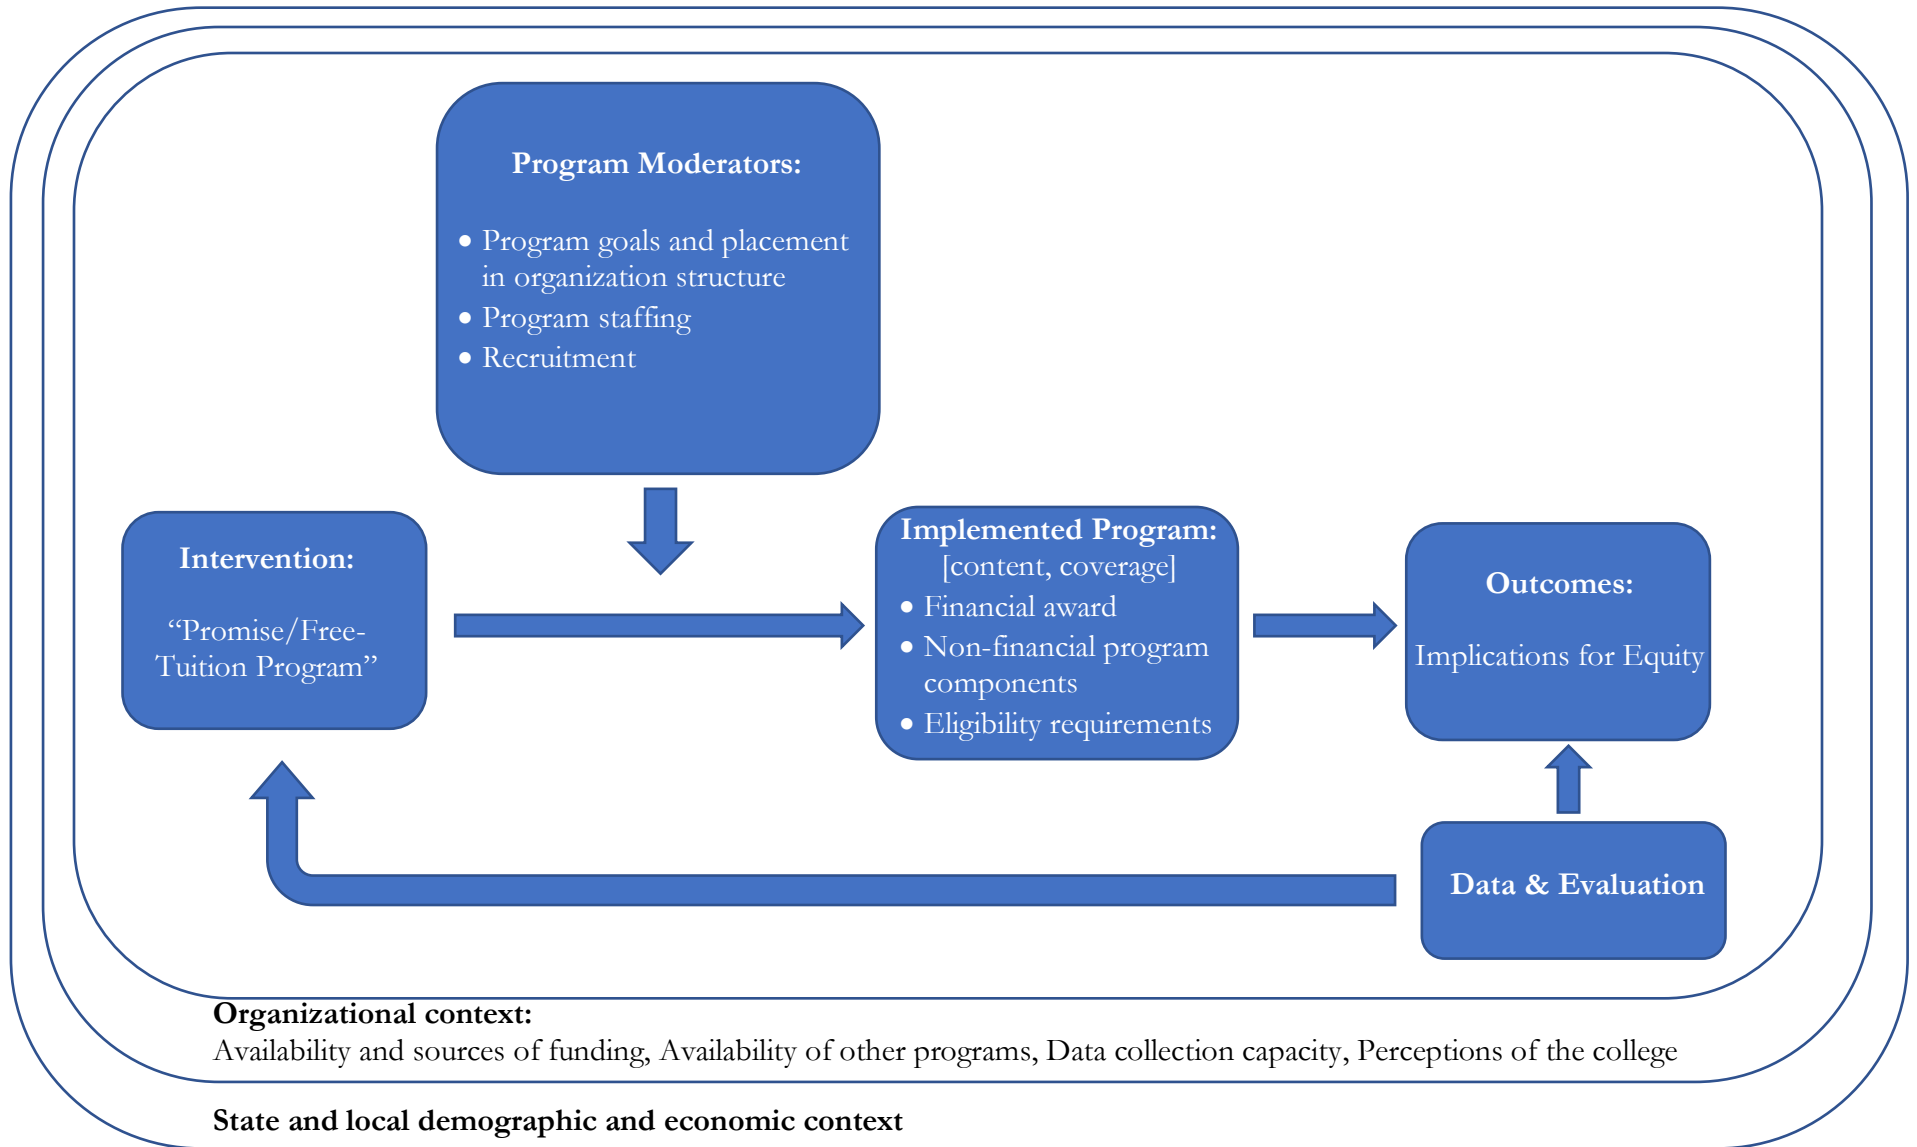 Program Moderators:
• Program goals and placement
in organization structure
• Program staffing
• Recruitment
Intervention:
“Promise/Free-
Tuition Program”
Implemented Program:
[content, coverage]
• Financial award
• Non-financial program
components
• Eligibility requirements
Outcomes:
Implications for Equity
Data & Evaluation
Organizational context:
Availability and sources of funding, Availability of other programs, Data collection capacity, Perceptions of the college
State and local demographic and economic context